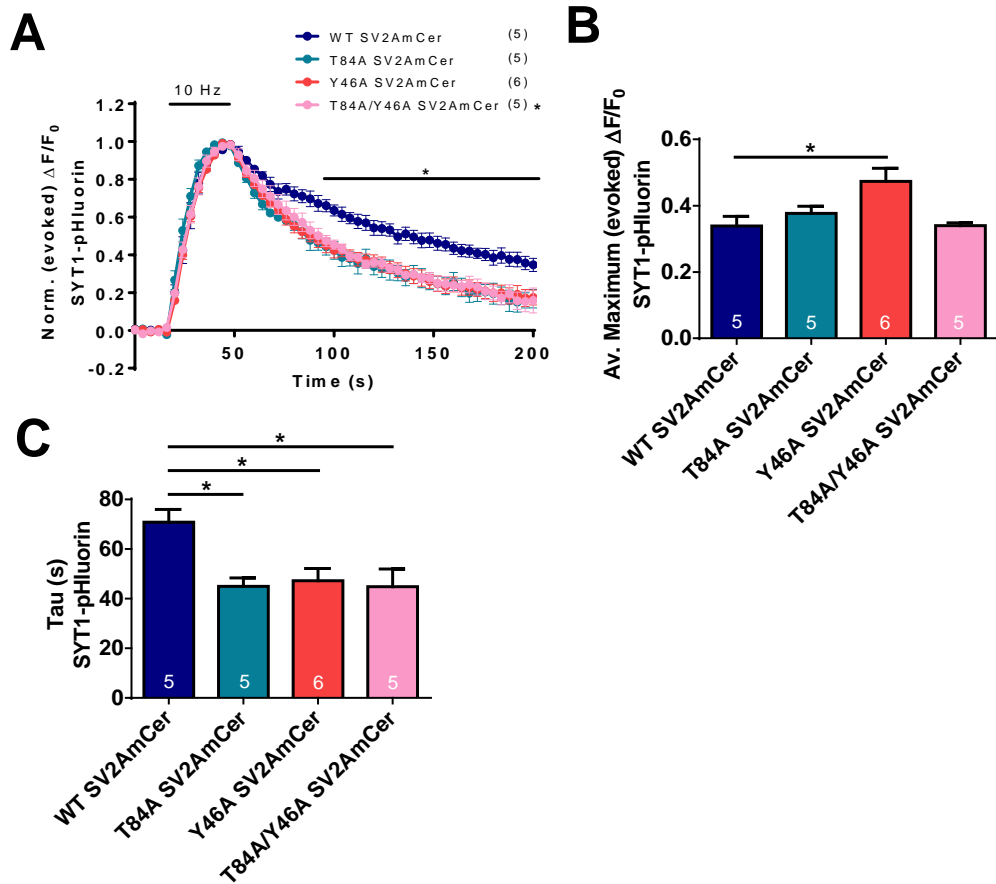 A
WT SV2AmCer (5)
T84A SV2AmCer (5)
Y46A SV2AmCer (6)
T84A/Y46A SV2AmCer (5) *
10 Hz
*
Norm. (evoked) ΔF/F0
SYT1-pHluorin
1.2
1.0
0.8
0.6
0.4
0.2
0.0
-0.2
50
100
150
200
Time (s)
B
Av. Maximum (evoked) ΔF/F0
SYT1-pHluorin
0.6
0.4
0.2
0.0
*
5
5
6
5
WT SV2AmCer
T84A SV2AmCer
Y46A SV2AmCer
T84A/Y46A SV2AmCer
C
Tau (s)
SYT1-pHluorin
80
60
40
20
0
*
*
*
5
5
6
5
WT SV2AmCer
T84A SV2AmCer
Y46A SV2AmCer
T84A/Y46A SV2AmCer